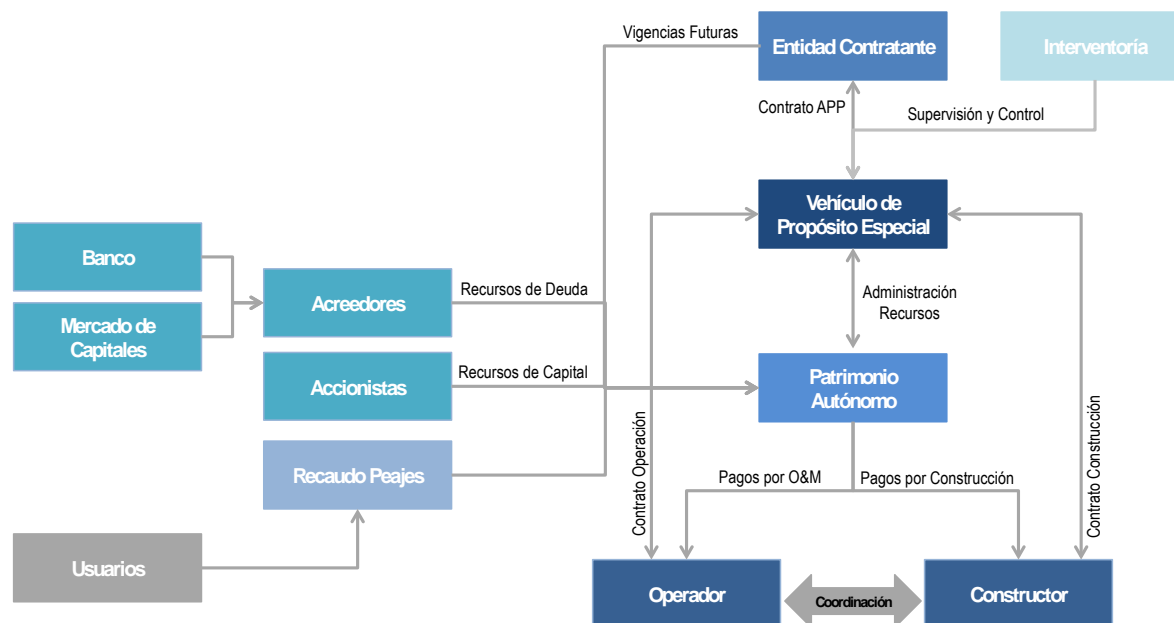 Vigencias Futuras
Entidad Contratante
Interventoría
Contrato APP
Supervisión y Control
Vehículo de
Propósito Especial
Banco
Mercado de
Capitales
Acreedores
Recursos de Deuda
Administración
Recursos
Accionistas
Recursos de Capital
Patrimonio
Autónomo
Recaudo Peajes
Contrato Operación
Contrato Construcción
Pagos por O&M
Pagos por Construcción
Usuarios
Operador
Coordinación
Constructor